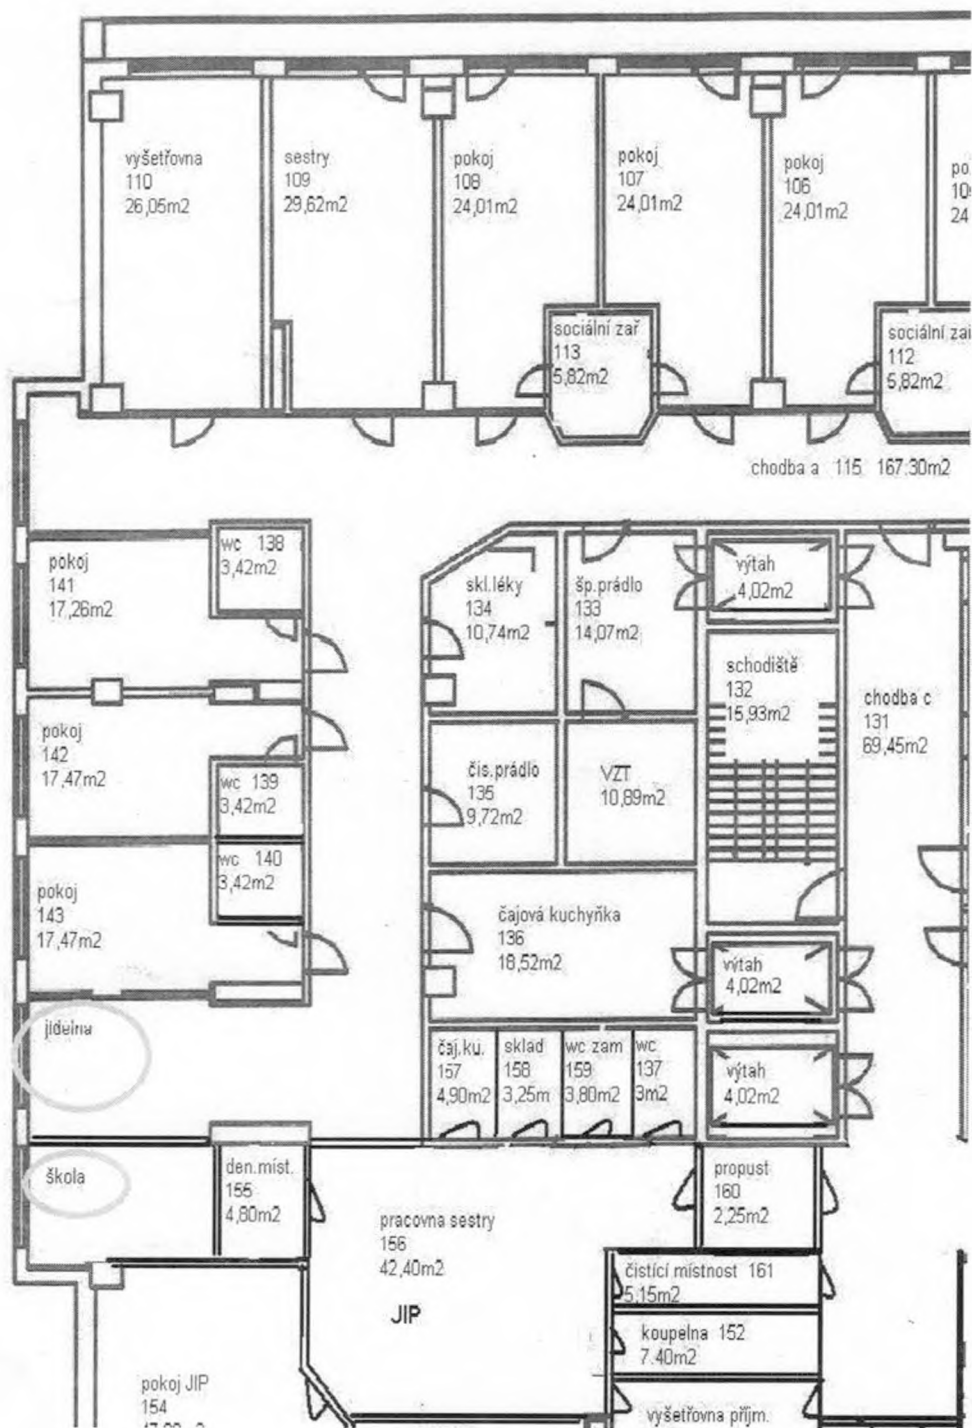 vyšetřovna
110
26,05m2
sestry
109
29,62m2
pokoj
108
24,01m2
pokoj
107
24,01m2
pokoj
106
24,01m2
sociální zař
113
5,82m2
sociální zař
112
5,82m2
chodba a 115 167.30m2
pokoj
141
17,26m2
wc 138
3,42m2
skl.léky
134
10,74m2
šp.prádlo
133
14,07m2
výtah
4,02m2
schodiště
132
15,93m2
chodba c
131
69,45m2
pokoj
142
17,47m2
wc 139
3,42m2
čis.prádlo
135
9,72m2
VZT
10,89m2
wc 140
3,42m2
pokoj
143
17,47m2
čajová kuchyňka
136
18,52m2
výtah
4,02m2
jídelna
čaj.ku.
157
4,90m2
sklad
158
3,25m
wc zam
159
3,80m2
wc
137
3m2
výtah
4,02m2
škola
den.míst.
155
4,80m2
pracovna sestry
156
42,40m2
JIP
propust
160
2,25m2
čistící místnost 161
5,15m2
koupelna 152
7.40m2
pokoj JIP
154
vyšetřovna příjm.